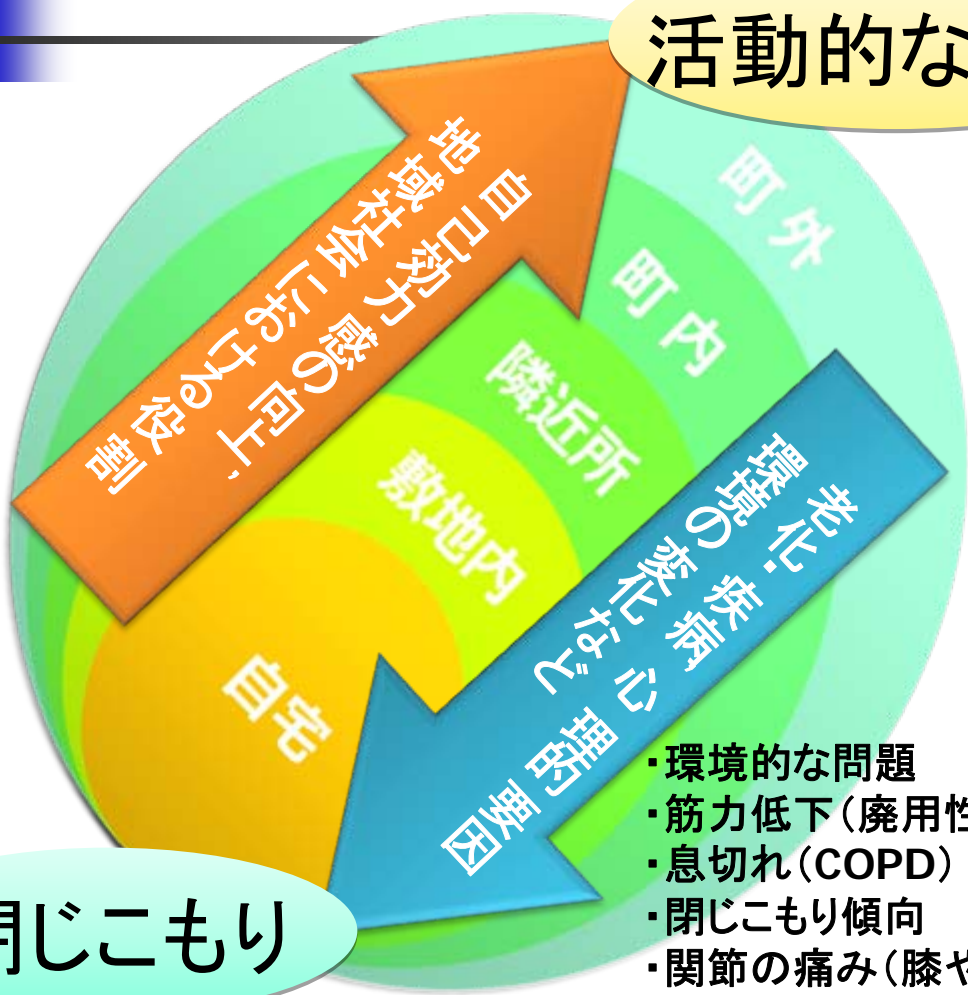 活動的な
町外
町内
隣近所
敷地内
自宅
自己効力感の向上,
地域社会における役割
老化・疾病 心理的要因
環境の変化など
・環境的な問題
・筋力低下（廃用性
・息切れ（COPD）
・閉じこもり傾向
・関節の痛み（膝や
閉じこもり